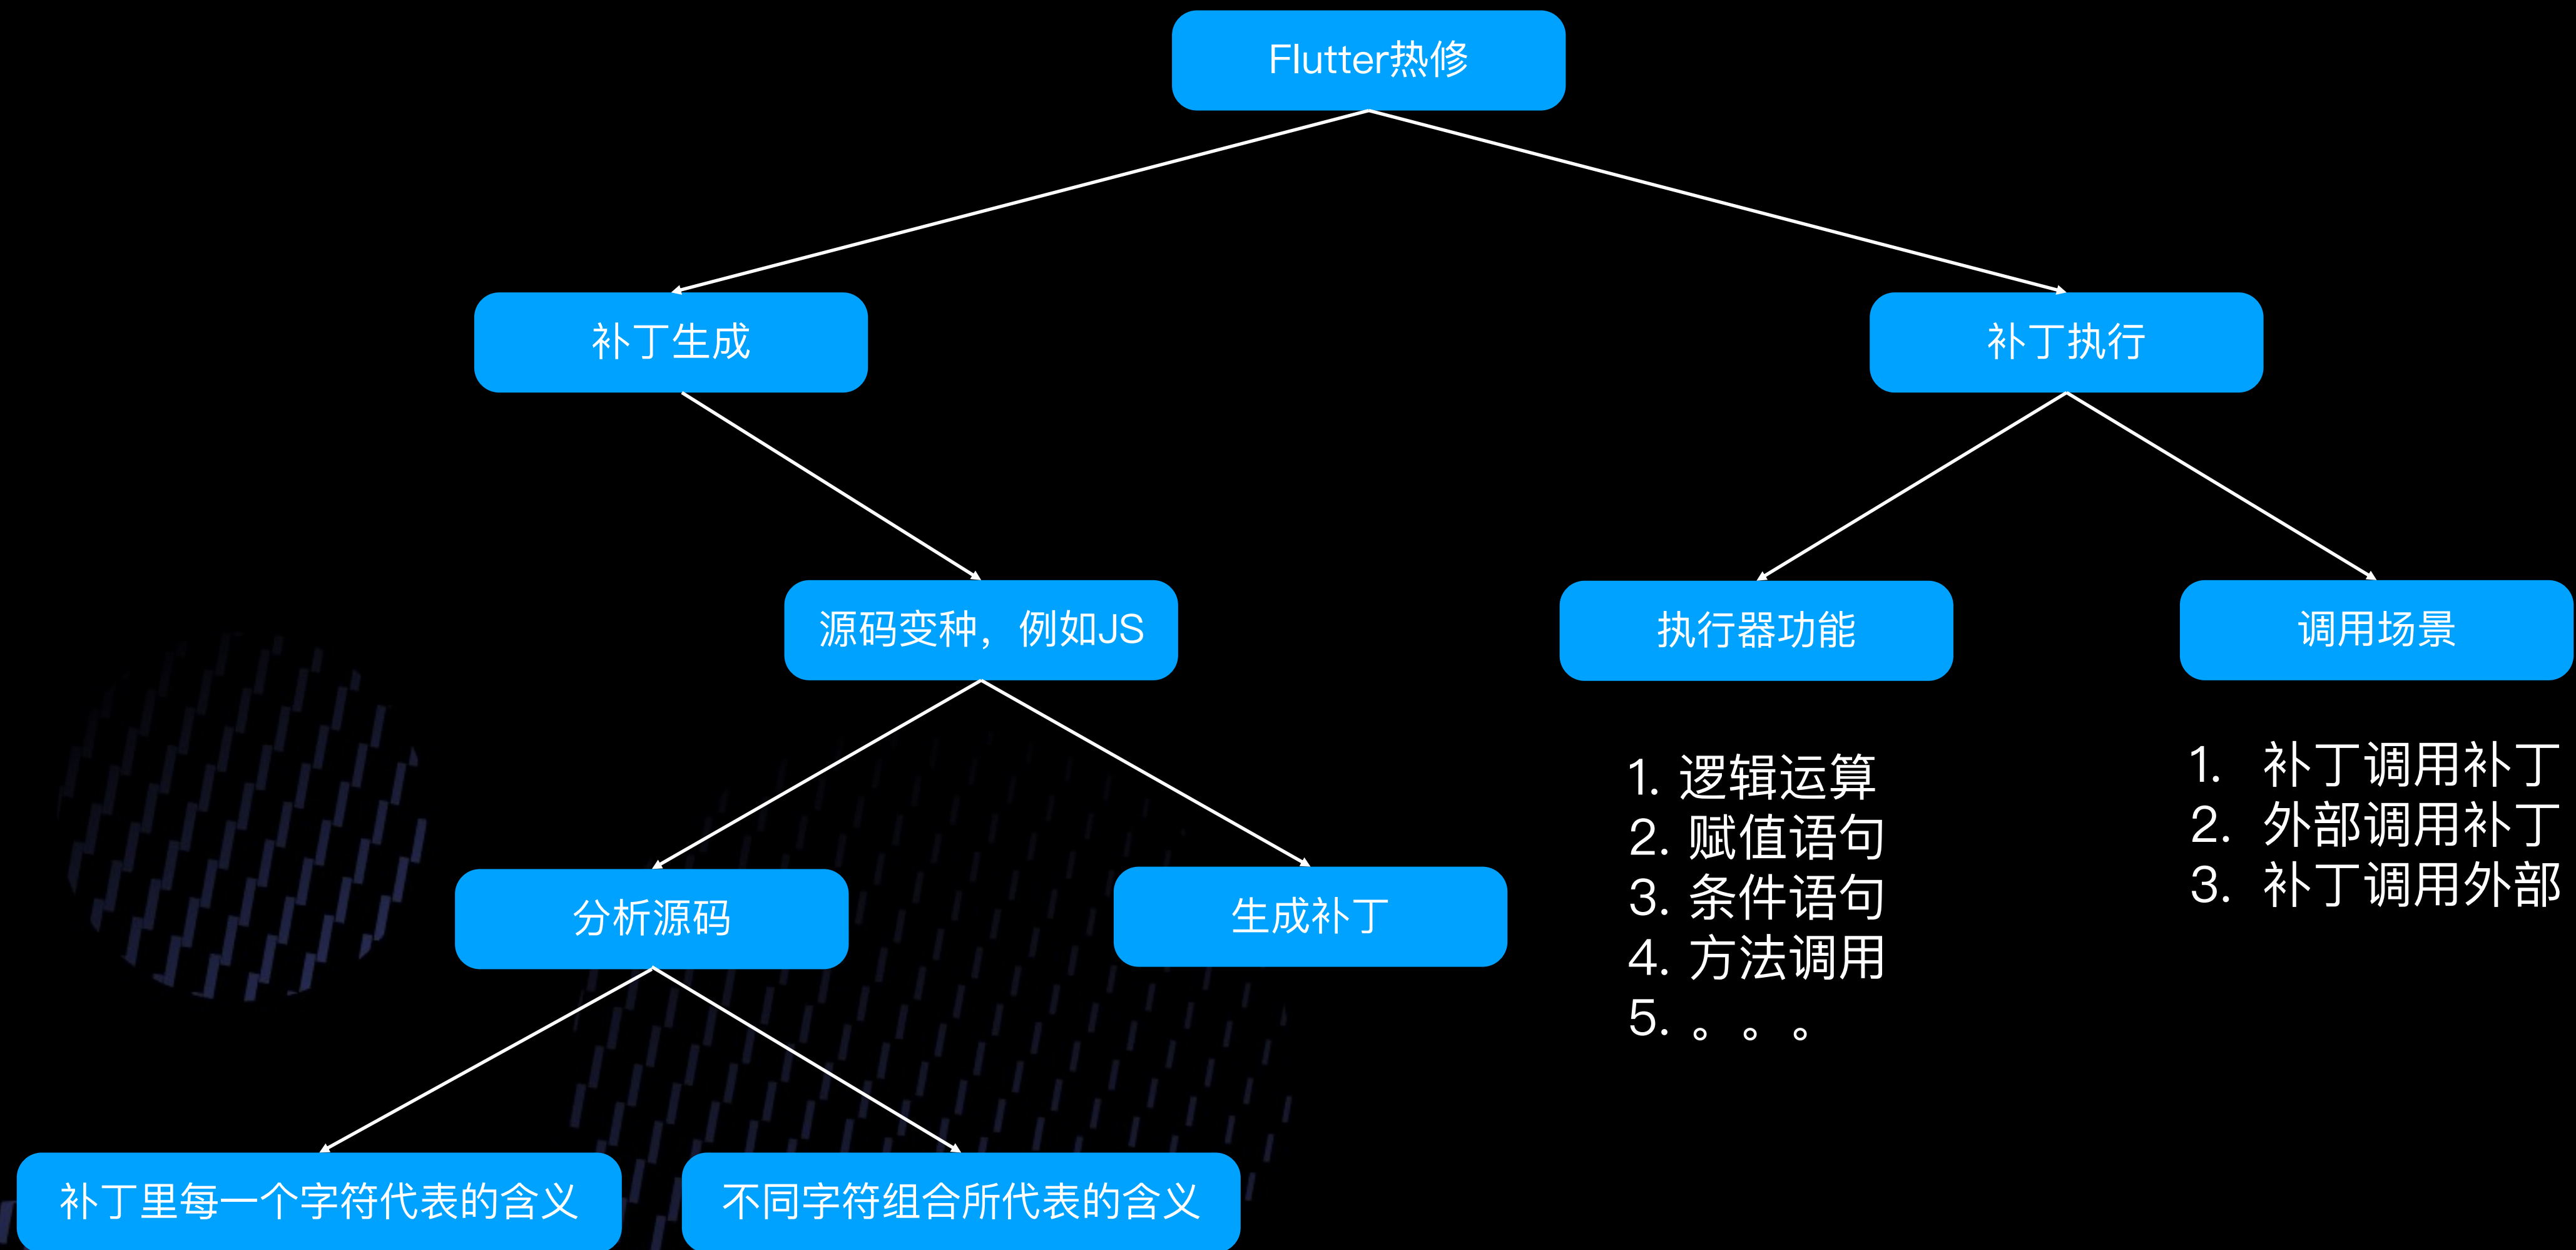 Flutter热修
补丁生成
补丁执行
源码变种，例如JS
执行器功能
调用场景
分析源码
生成补丁
1. 逻辑运算
2. 赋值语句
3. 条件语句
4. 方法调用
5. 。。。
1. 补丁调用补丁
2. 外部调用补丁
3. 补丁调用外部
补丁里每一个字符代表的含义
不同字符组合所代表的含义